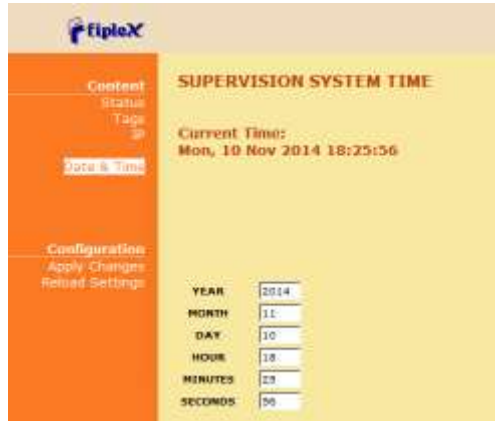 fipleX
Content
Status
Tags
IP
Date & Time
Configuration
Apply Changes
Reload Settings
SUPERVISION SYSTEM TIME
Current Time:
Mon, 10 Nov 2014 18:25:56
YEAR 2014
MONTH 11
DAY 10
HOUR 18
MINUTES 25
SECONDS 56